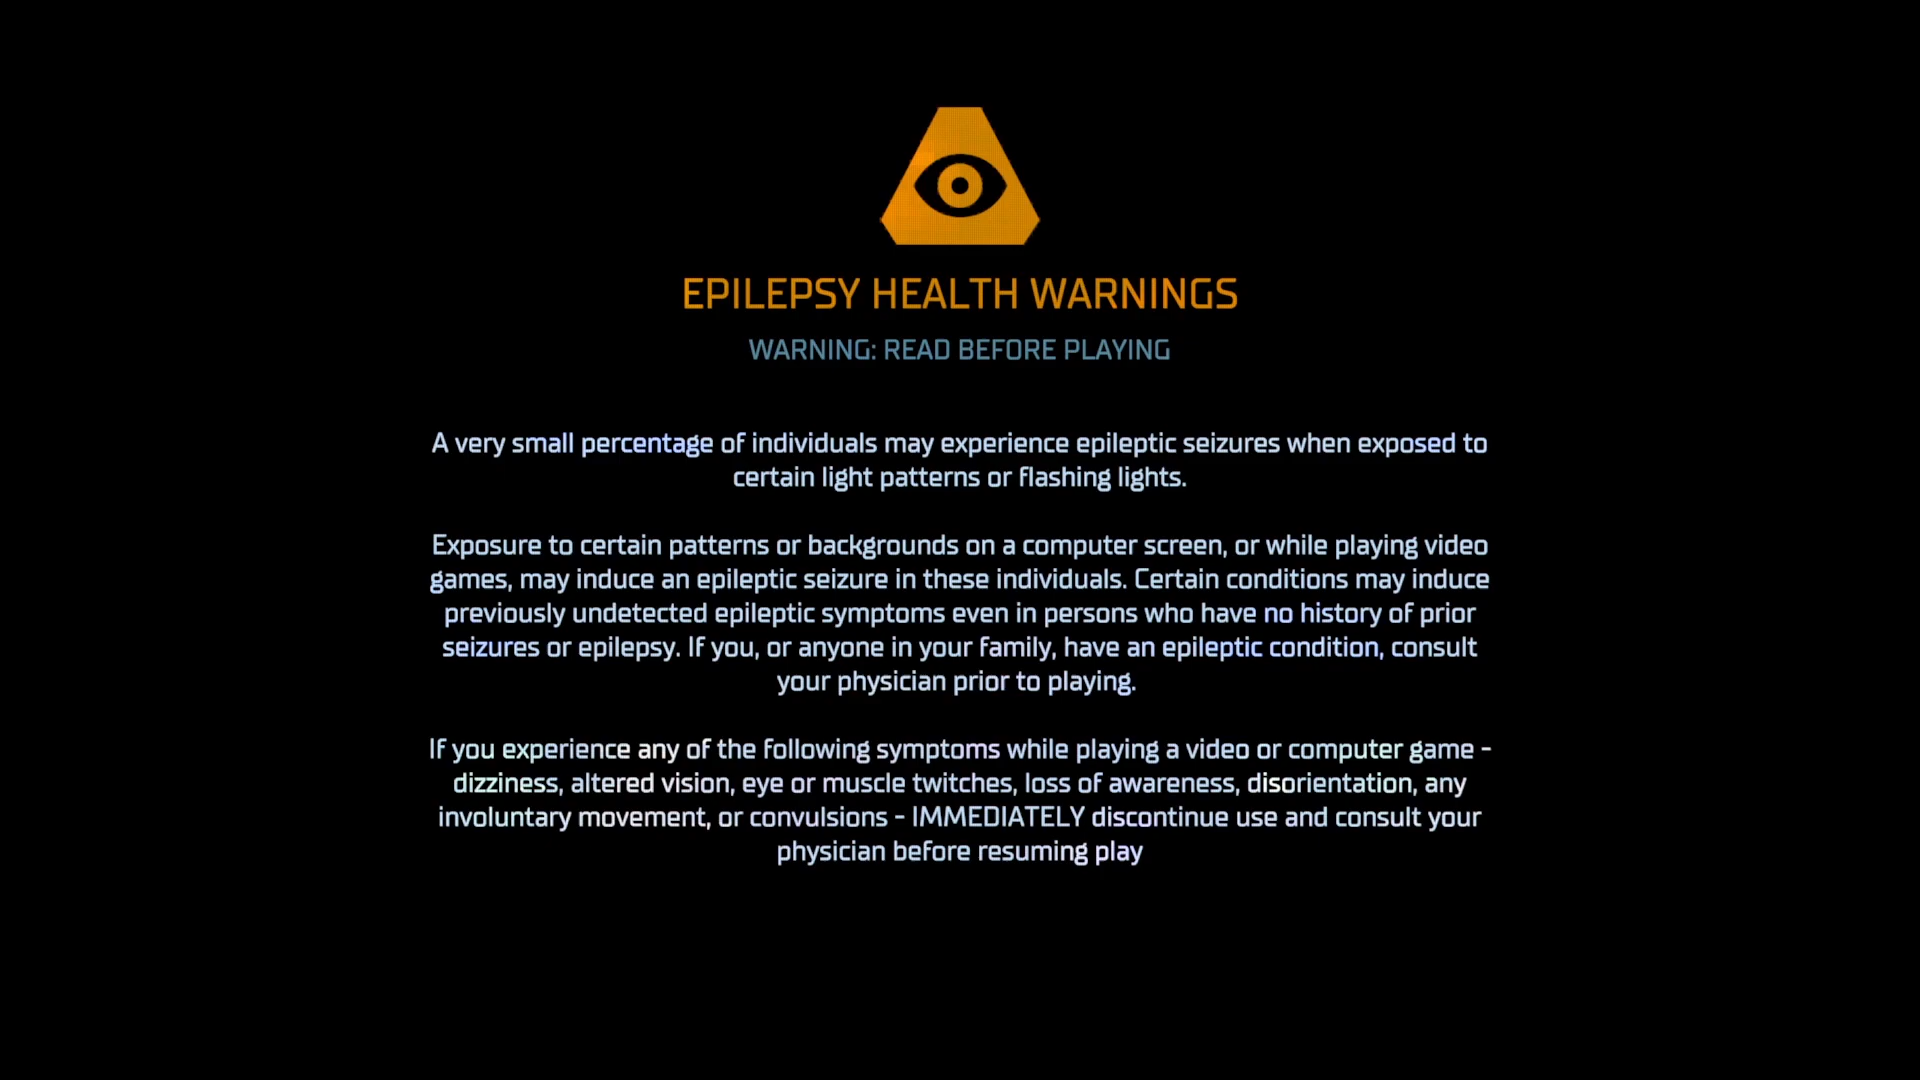 EPILEPSY HEALTH WARNINGS
WARNING: READ BEFORE PLAYING
A very small percentage of individuals may experience epileptic seizures when exposed to
certain light patterns or flashing lights.
Exposure to certain patterns or backgrounds on a computer screen, or while playing video
games, may induce an epileptic seizure in these individuals. Certain conditions may induce
previously undetected epileptic symptoms even in persons who have no history of prior
seizures or epilepsy. If you, or anyone in your family, have an epileptic condition, consult
your physician prior to playing.
If you experience any of the following symptoms while playing a video or computer game -
dizziness, altered vision, eye or muscle twitches, loss of awareness, disorientation, any
involuntary movement, or convulsions - IMMEDIATELY discontinue use and consult your
physician before resuming play